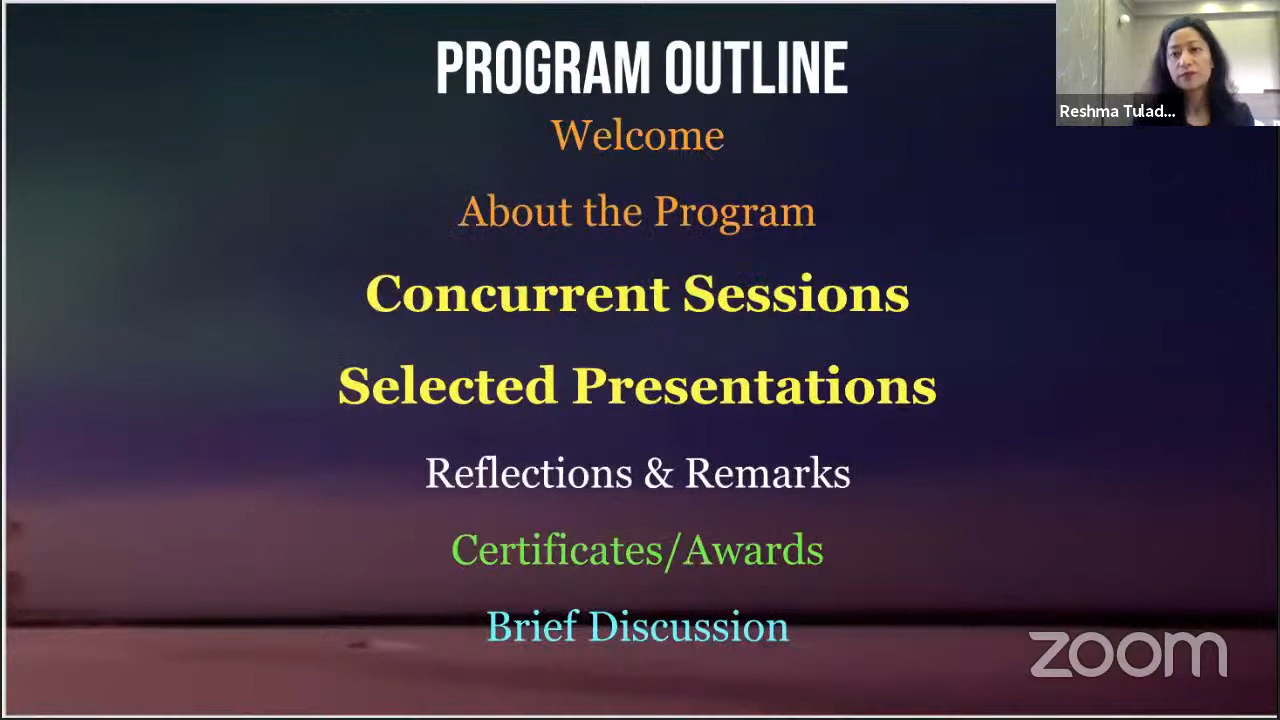 PROGRAM OUTLINE
Reshma Tulad...
Welcome
About the Program
Concurrent Sessions
Selected Presentations
Reflections & Remarks
Certificates/Awards
Brief Discussion
zoom